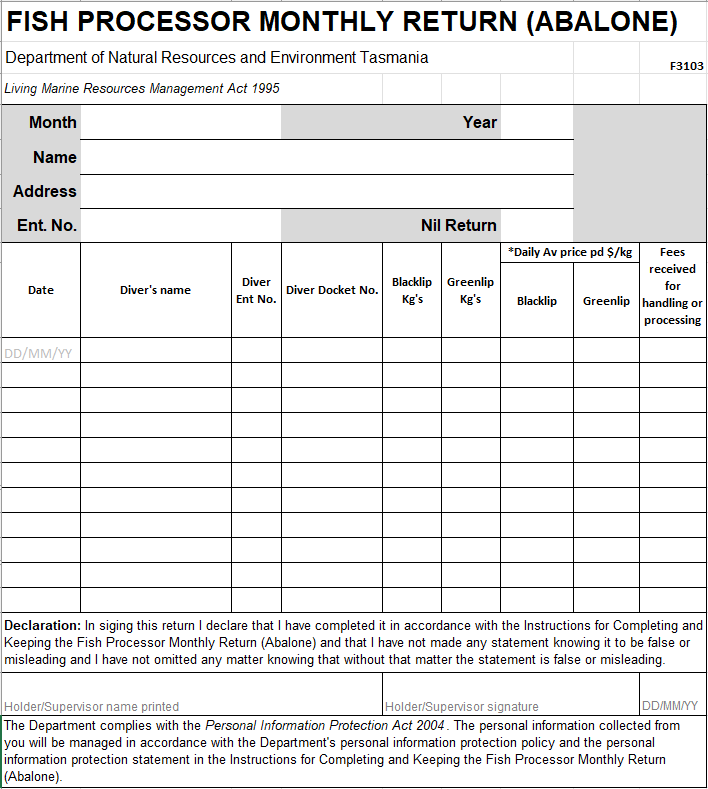 FISH PROCESSOR MONTHLY RETURN (ABALONE)
Department of Natural Resources and Environment Tasmania
F3103
Living Marine Resources Management Act 1995
Month
Year
Name
Address
Ent. No.
Nil Return
Date
Diver's name
Diver
Ent No.
Diver Docket No.
Blacklip
Kg's
Greenlip
Kg's
*Daily Av price pd $/kg
Blacklip
Greenlip
Fees
received
for
handling or
processing
DD/MM/YY
Declaration: In siging this return I declare that I have completed it in accordance with the Instructions for Completing and
Keeping the Fish Processor Monthly Return (Abalone) and that I have not made any statement knowing it to be false or
misleading and I have not omitted any matter knowing that without that matter the statement is false or misleading.
Holder/Supervisor name printed
Holder/Supervisor signature
DD/MM/YY
The Department complies with the Personal Information Protection Act 2004. The personal information collected from
you will be managed in accordance with the Department's personal information protection policy and the personal
information protection statement in the Instructions for Completing and Keeping the Fish Processor Monthly Return
(Abalone).